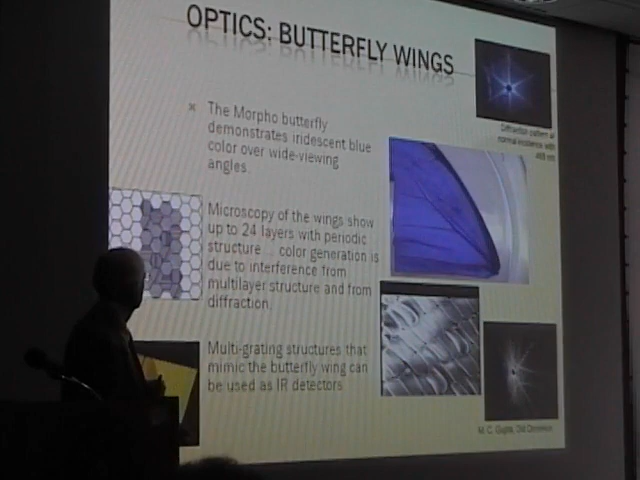 OPTICS: BUTTERFLY WINGS
The Morpho butterfly
demonstrates iridescent blue
color over wide-viewing
angles.
Diffraction pattern at
normal incidence with
Microscopy of the wings show
up to 24 layers with periodic
structure... color generation is
due to interference from
multilayer structure and from
diffraction.
Multi-grating structures that
mimic the butterfly wing can
be used as IR detectors
M. C. Gupta, Old Dominion